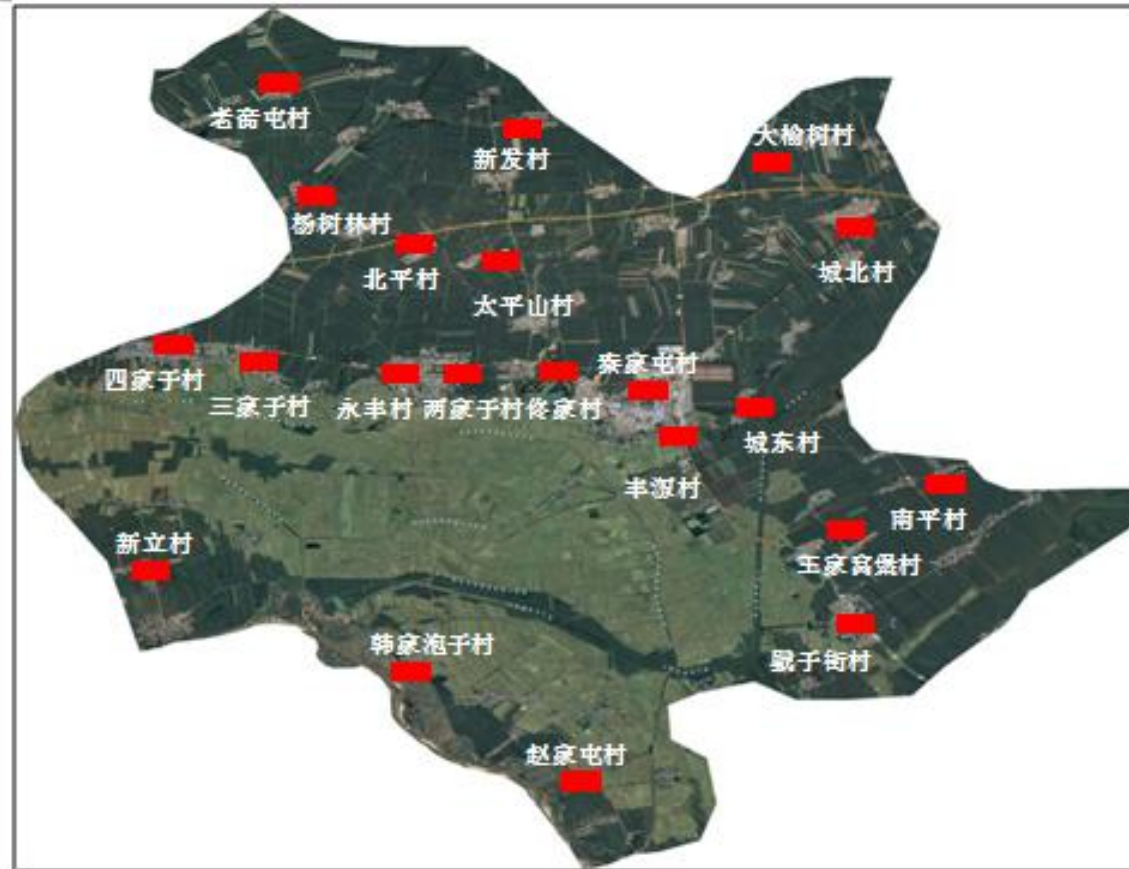 老奤屯村
新发村
大榆树村
杨树林村
北平村
太平山村
城北村
四家子村
三家子村
永丰村
两家子村
佟家村
秦家屯村
城东村
丰源村
南平村
王家窝堡村
新立村
韩家泡子村
戥子街村
赵家屯村